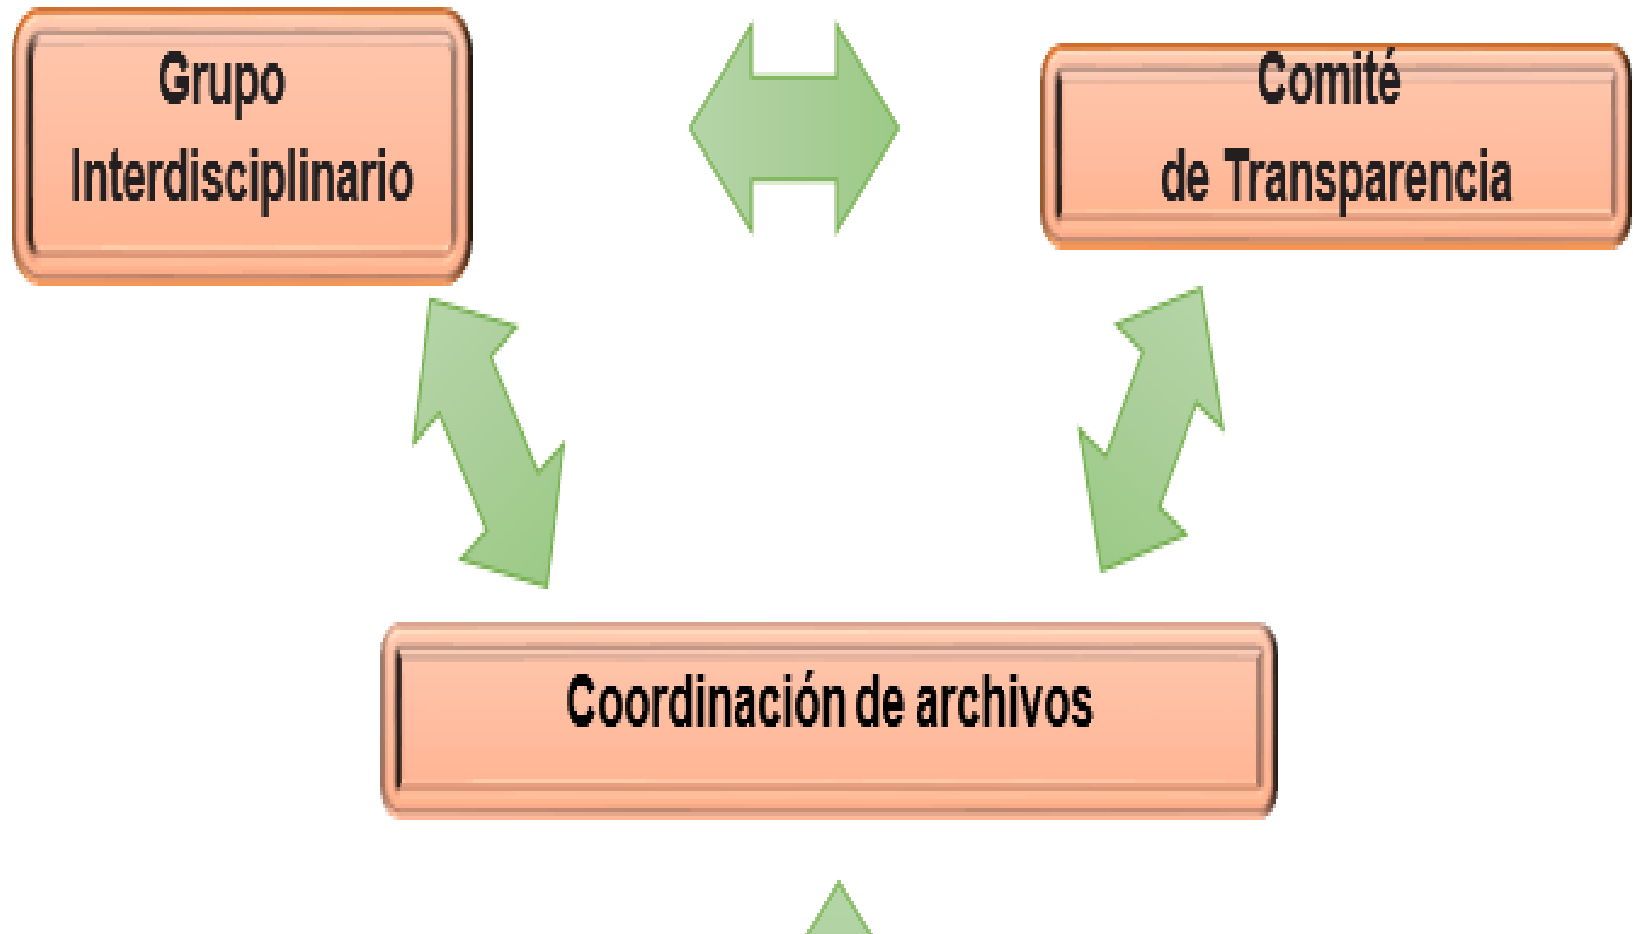 Grupo
Interdisciplinario
Comité
de Transparencia
Coordinación de archivos